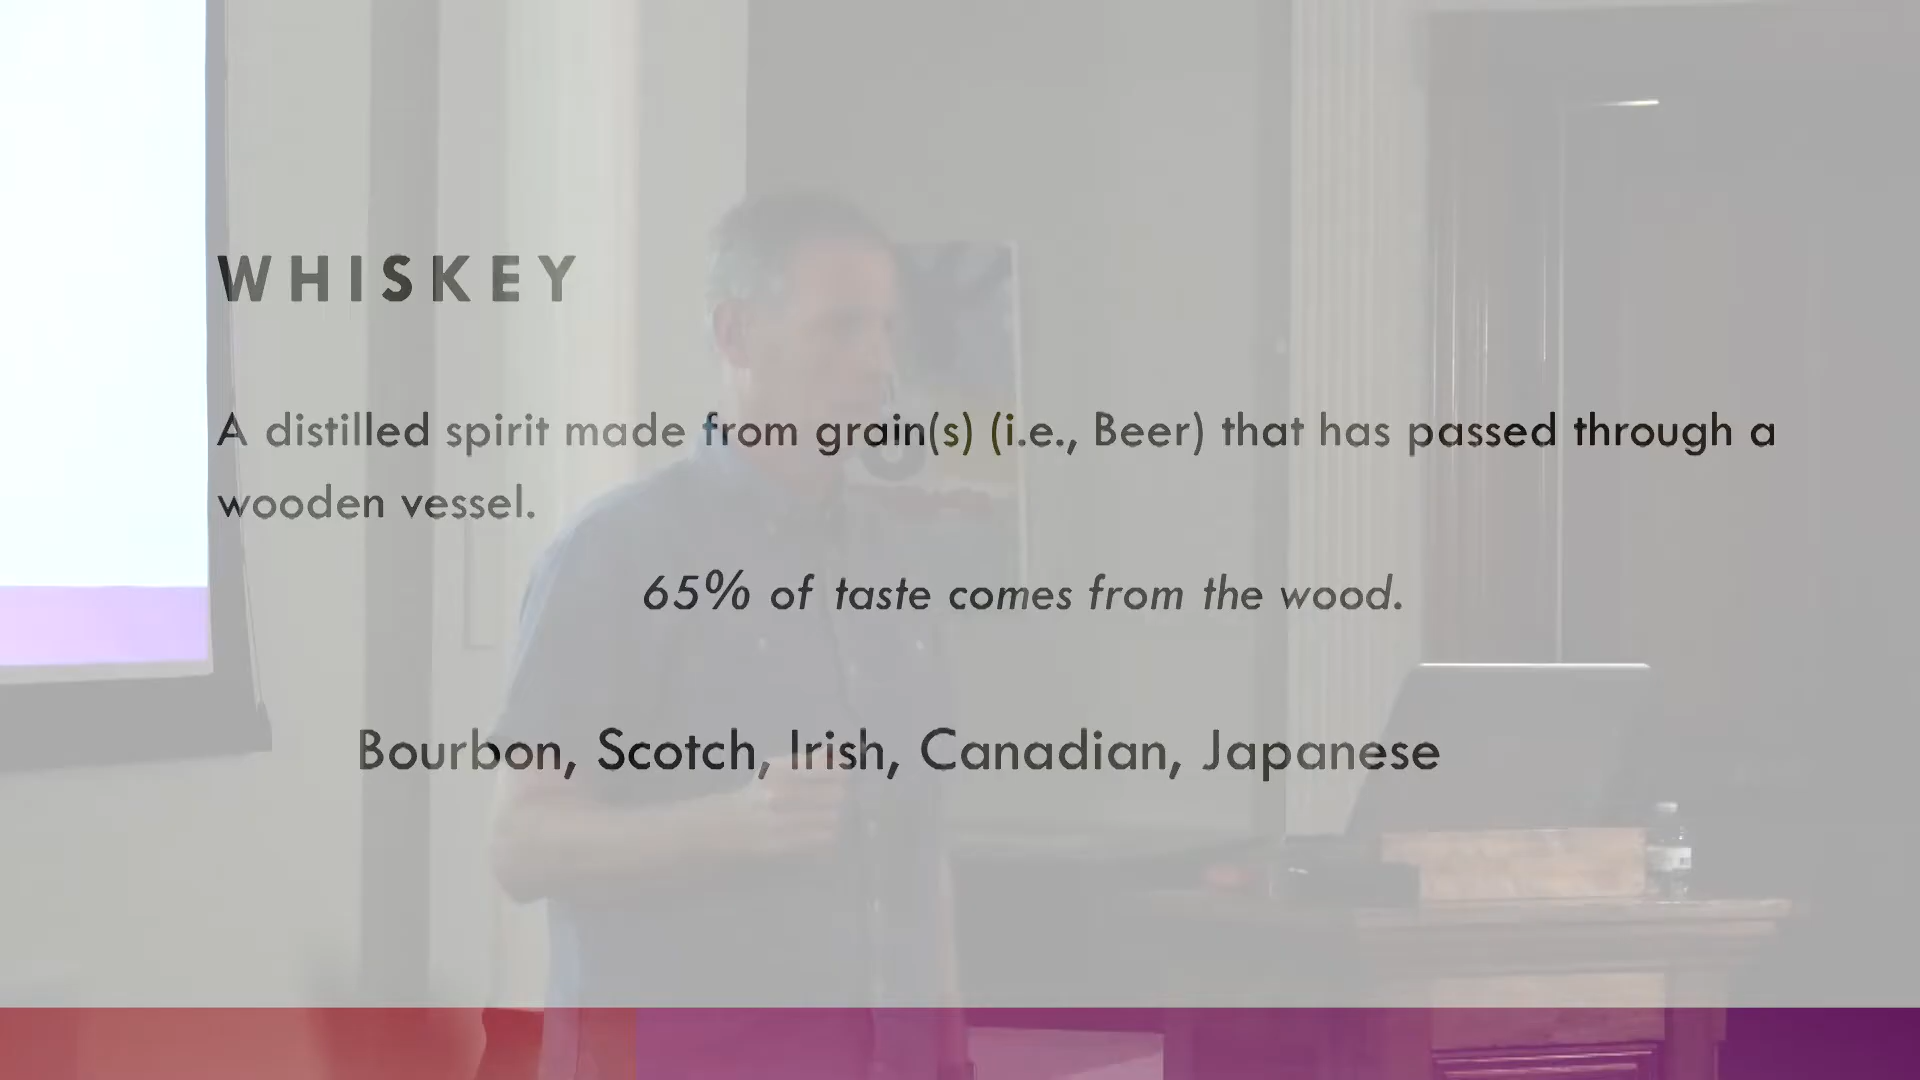 WHISKEY
A distilled spirit made from grain(s) (i.e., Beer) that has passed through a
wooden vessel.
65% of taste comes from the wood.
Bourbon, Scotch, Irish, Canadian, Japanese